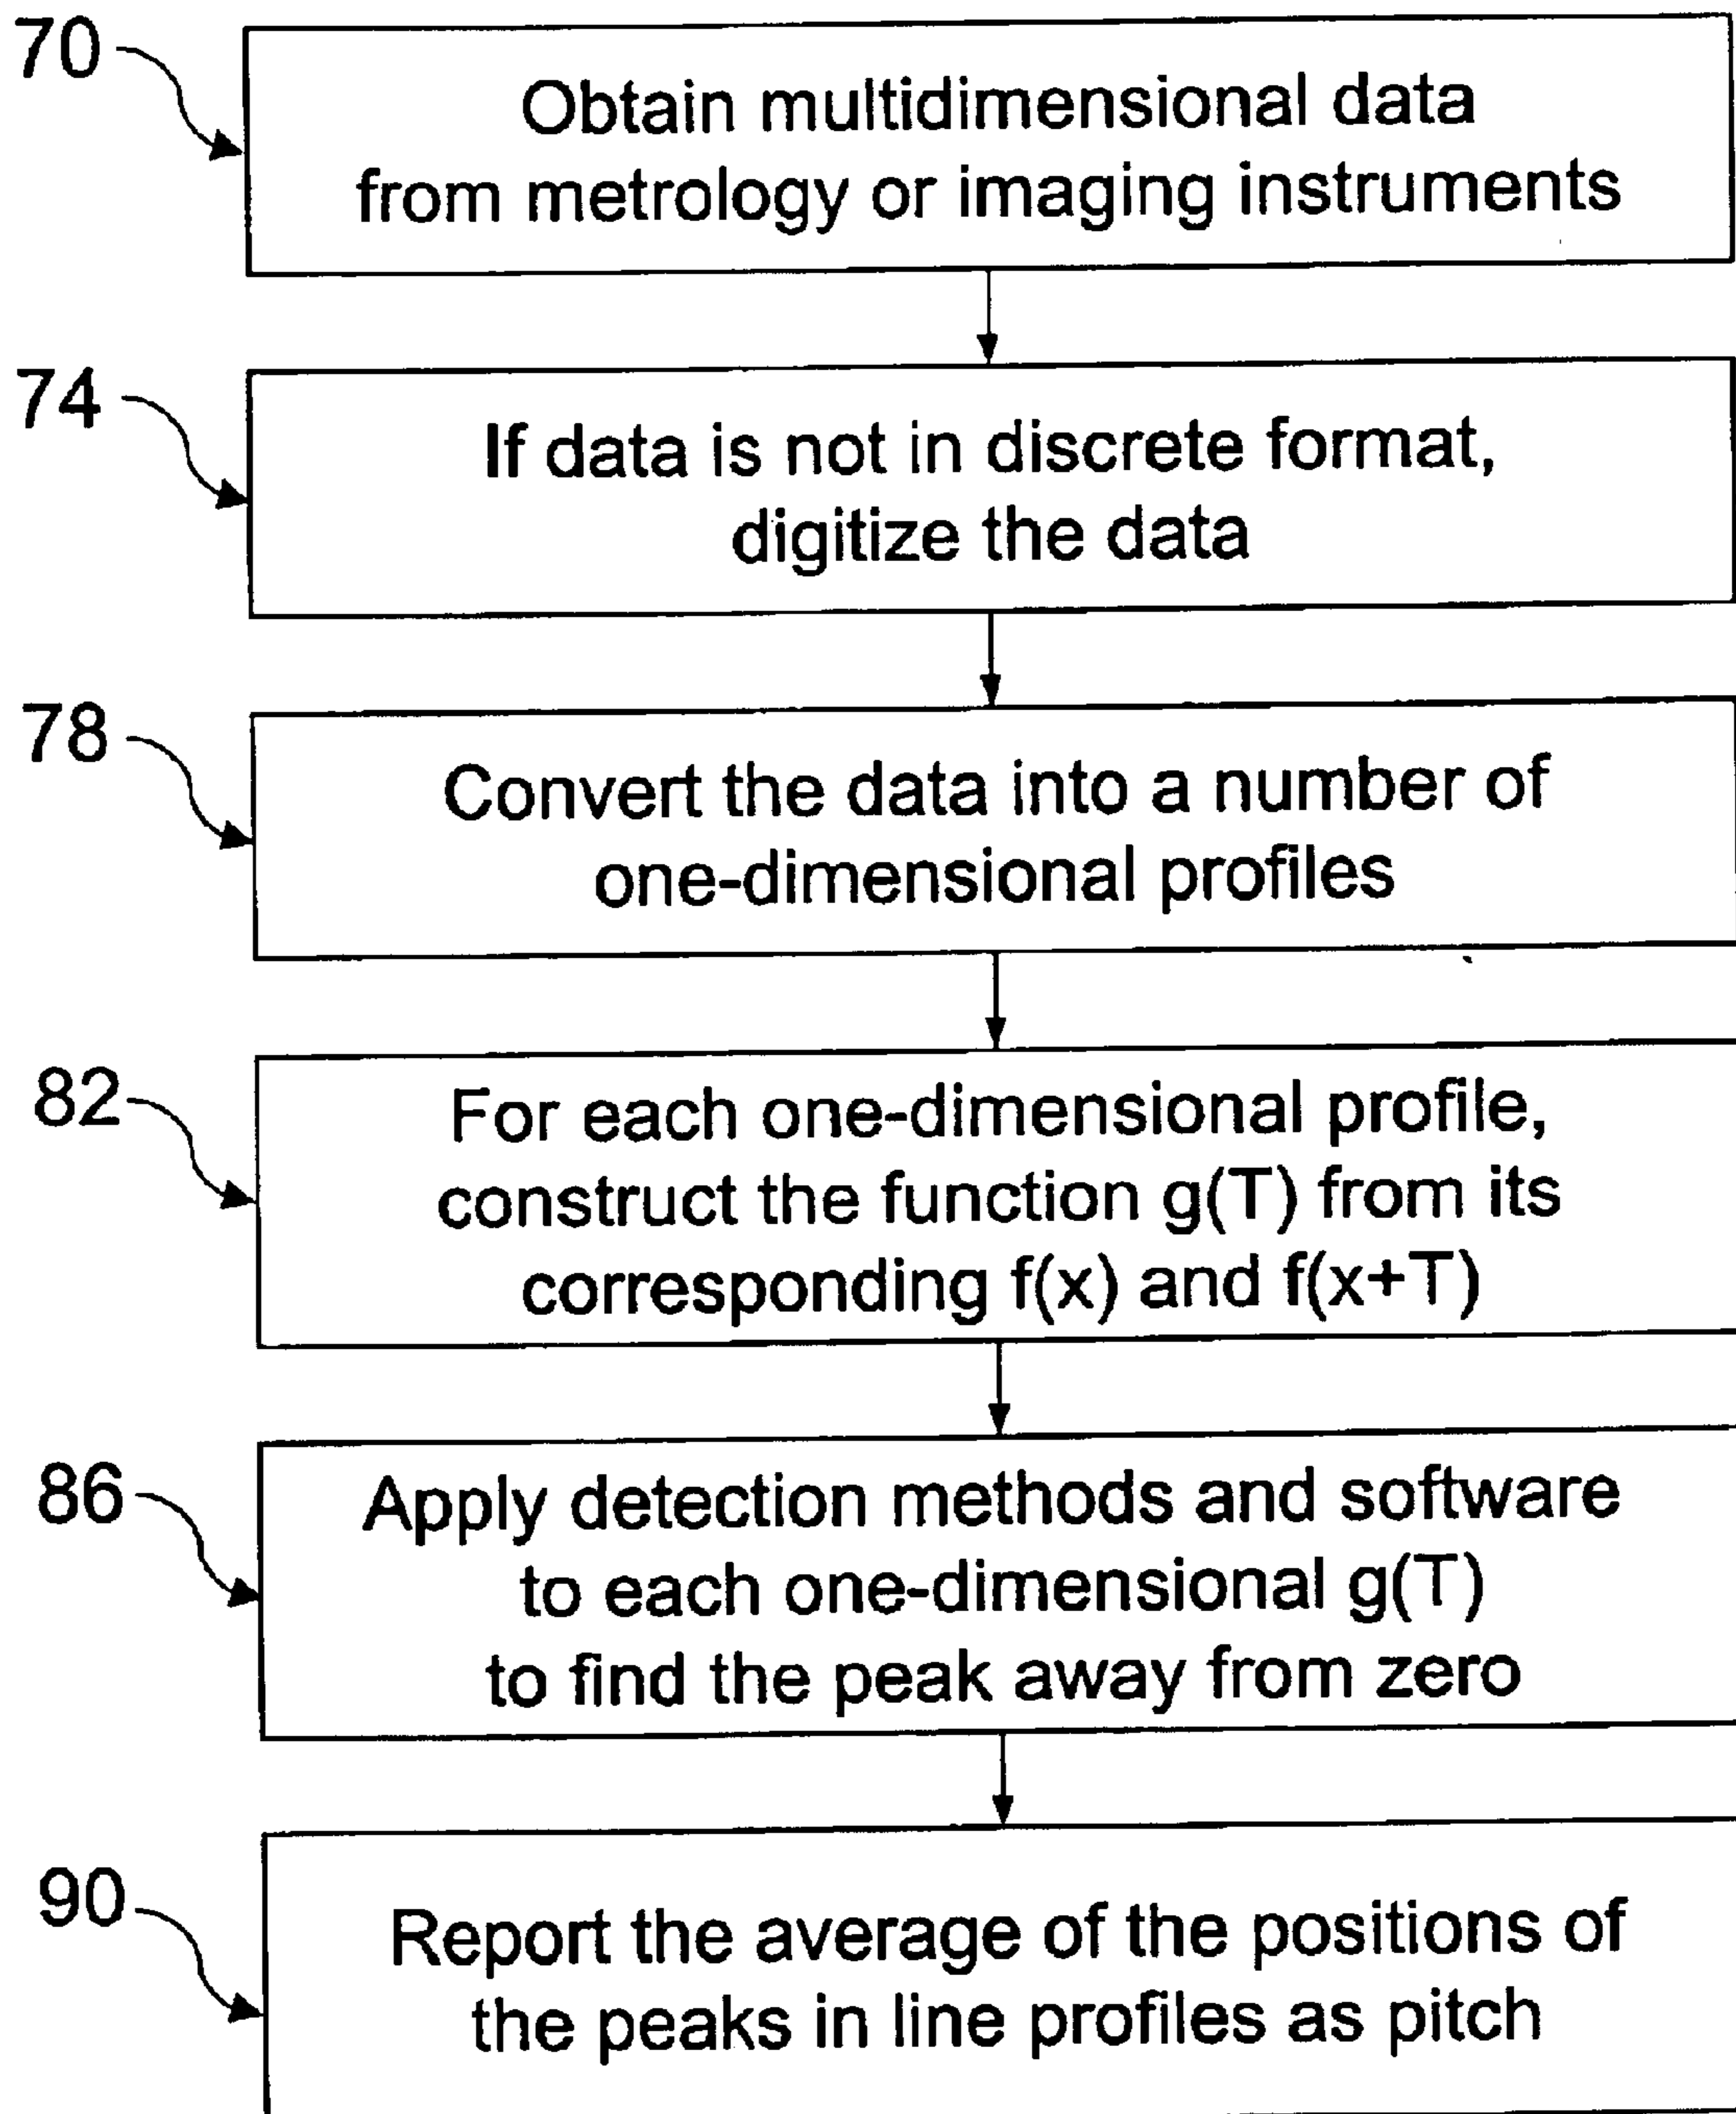 70
Obtain multidimensional data
from metrology or imaging instruments
74
If data is not in discrete format,
digitize the data
78
Convert the data into a number of
one-dimensional profiles
82
For each one-dimensional profile,
construct the function g(T) from its
corresponding f(x) and f(x+T)
86
Apply detection methods and software
to each one-dimensional g(T)
to find the peak away from zero
90
Report the average of the positions of
the peaks in line profiles as pitch